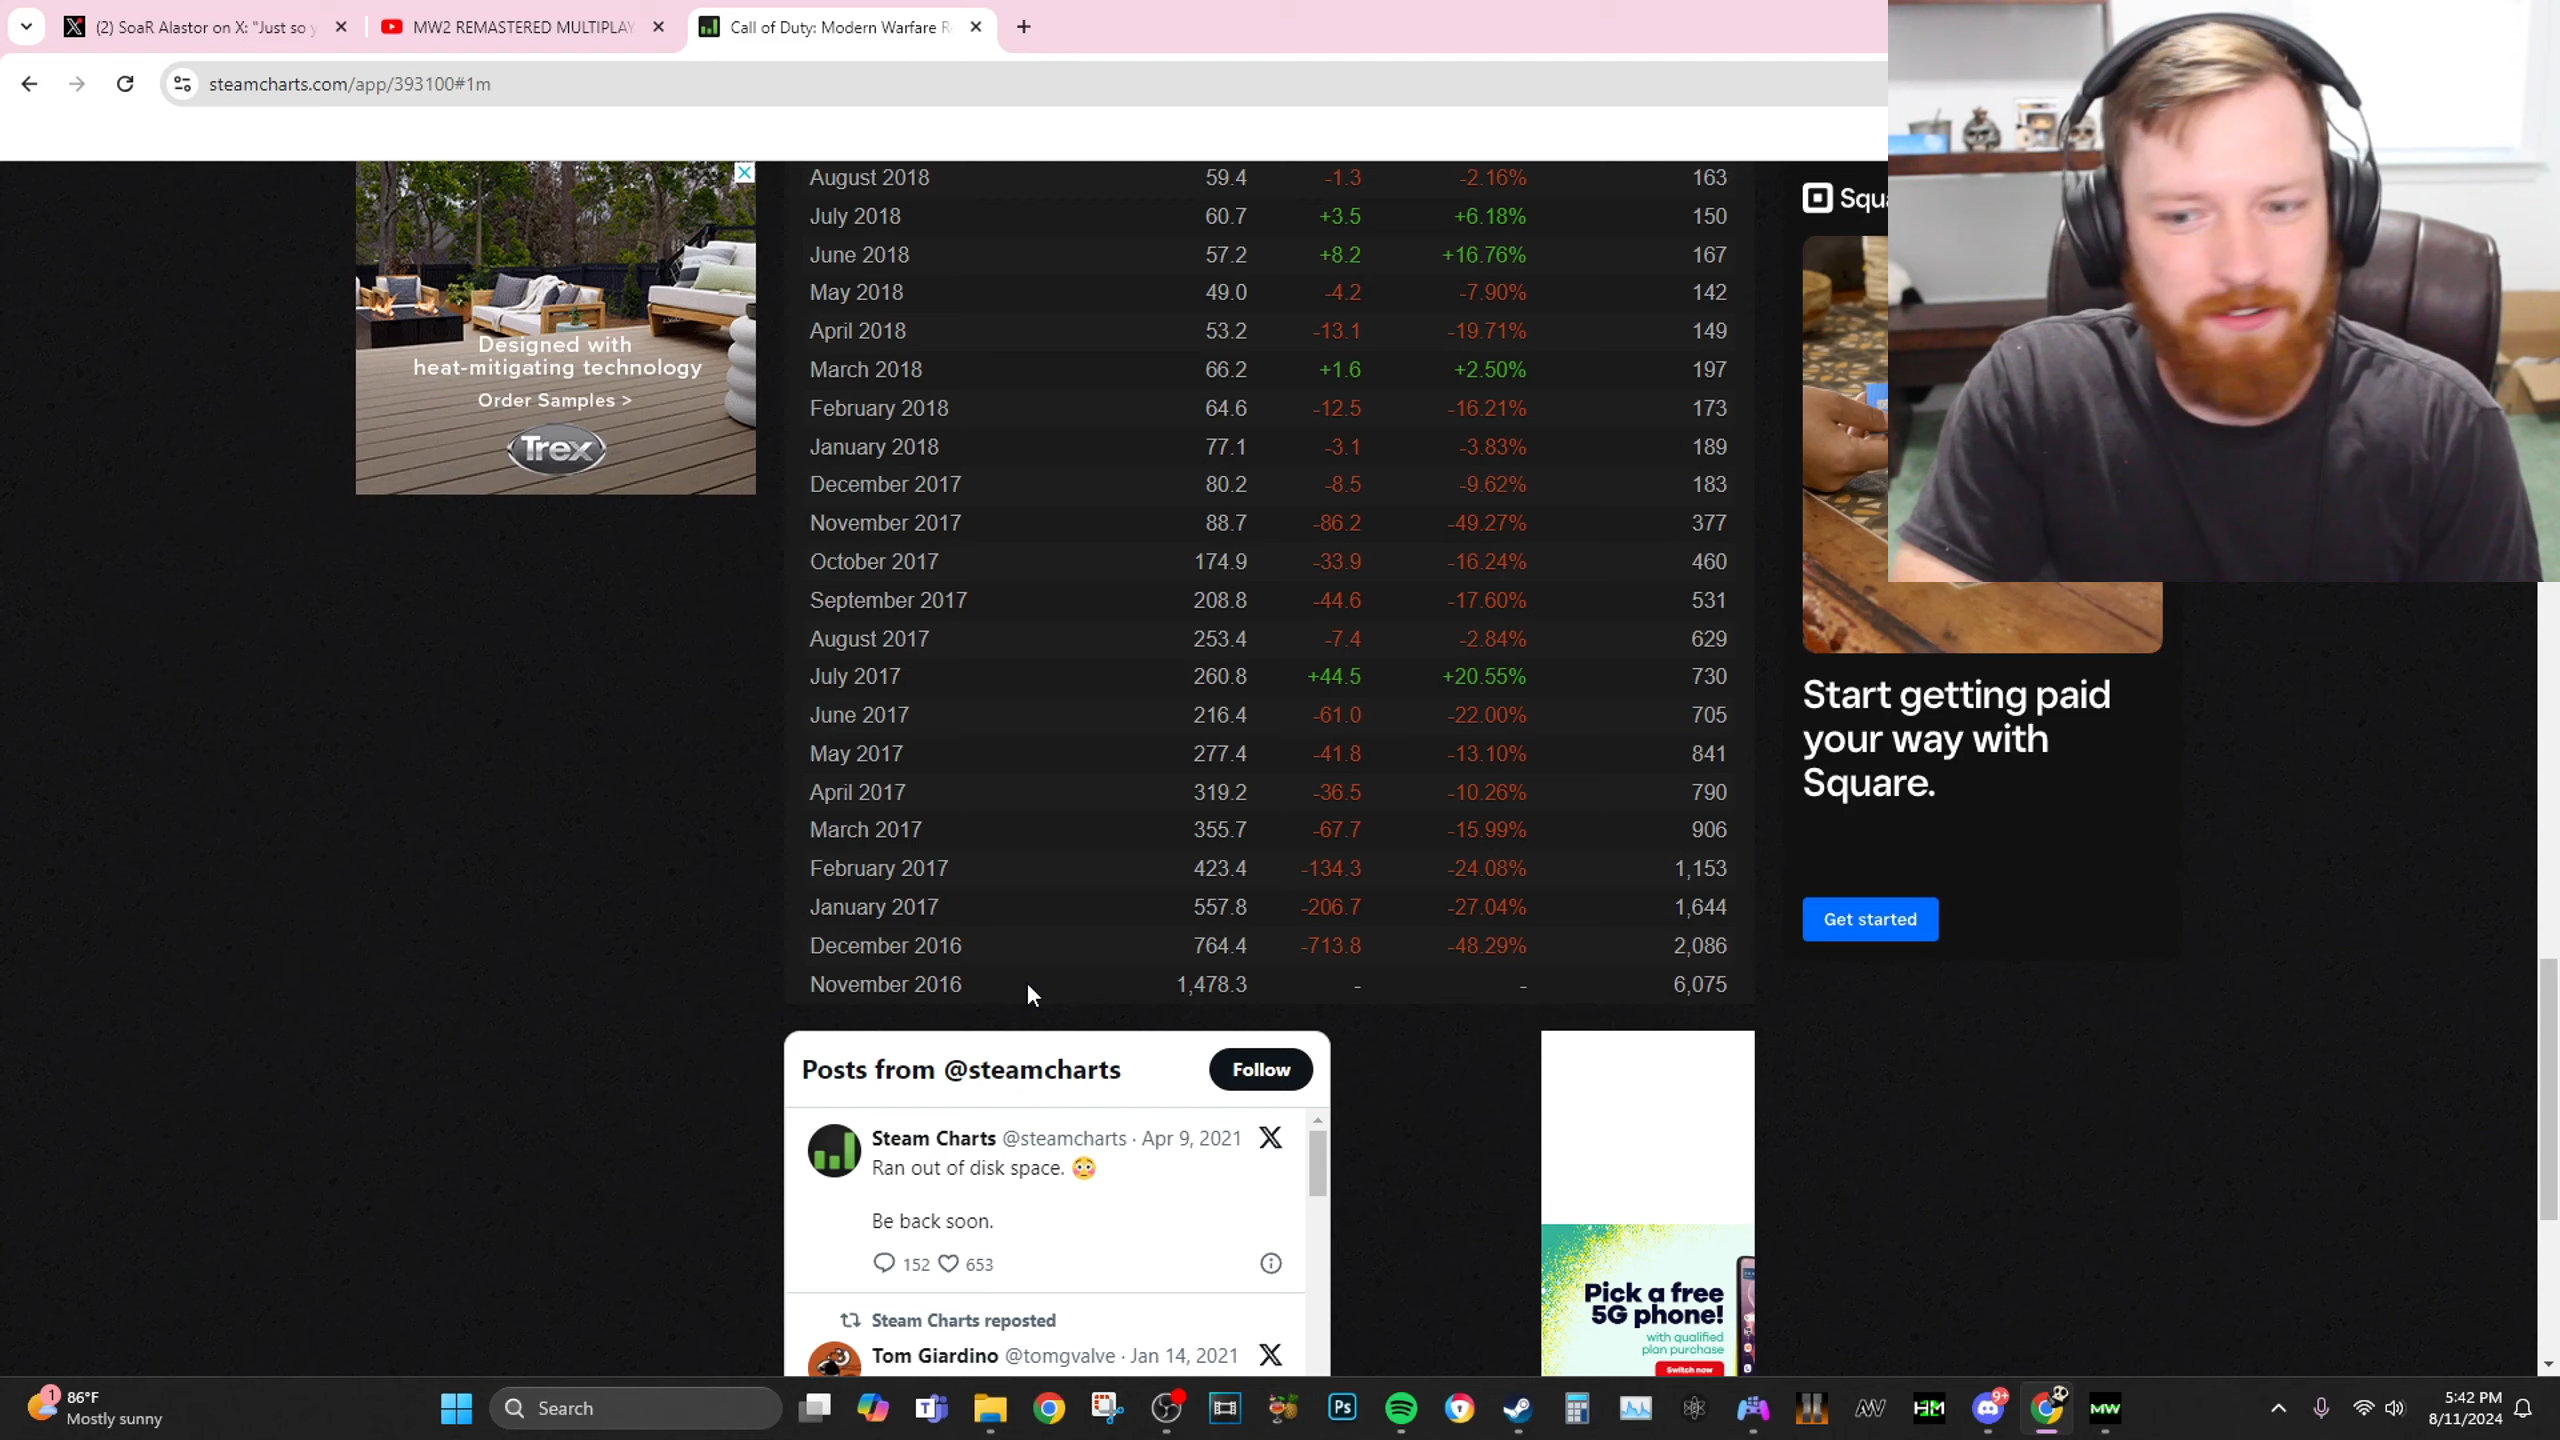 (2) SoaR Alastor on X: "Just so y
MW2 REMASTERED MULTIPLAY
Call of Duty: Modern Warfare R
steamcharts.com/app/393100#1m
August 2018 59.4 -1.3 -2.16% 163
July 2018 60.7 +3.5 +6.18% 150
June 2018 57.2 +8.2 +16.76% 167
May 2018 49.0 -4.2 -7.90% 142
April 2018 53.2 -13.1 -19.71% 149
March 2018 66.2 +1.6 +2.50% 197
February 2018 64.6 -12.5 -16.21% 173
January 2018 77.1 -3.1 -3.83% 189
December 2017 80.2 -8.5 -9.62% 183
November 2017 88.7 -86.2 -49.27% 377
October 2017 174.9 -33.9 -16.24% 460
September 2017 208.8 -44.6 -17.60% 531
August 2017 253.4 -7.4 -2.84% 629
July 2017 260.8 +44.5 +20.55% 730
June 2017 216.4 -61.0 -22.00% 705
May 2017 277.4 -41.8 -13.10% 841
April 2017 319.2 -36.5 -10.26% 790
March 2017 355.7 -67.7 -15.99% 906
February 2017 423.4 -134.3 -24.08% 1,153
January 2017 557.8 -206.7 -27.04% 1,644
December 2016 764.4 -713.8 -48.29% 2,086
November 2016 1,478.3 - - 6,075
Designed with
heat-mitigating technology
Order Samples >
Trex
Squa
Start getting paid
your way with
Square.
Get started
Posts from @steamcharts
Follow
Steam Charts @steamcharts · Apr 9, 2021
Ran out of disk space. 😳
Be back soon.
152 653
Steam Charts reposted
Tom Giardino @tomgvalve · Jan 14, 2021
Pick a free
5G phone!
with qualified
plan purchase
Switch now
1
86°F
Mostly sunny
Search
T
Ps
AV
HM
9+
MW
5:42 PM
8/11/2024